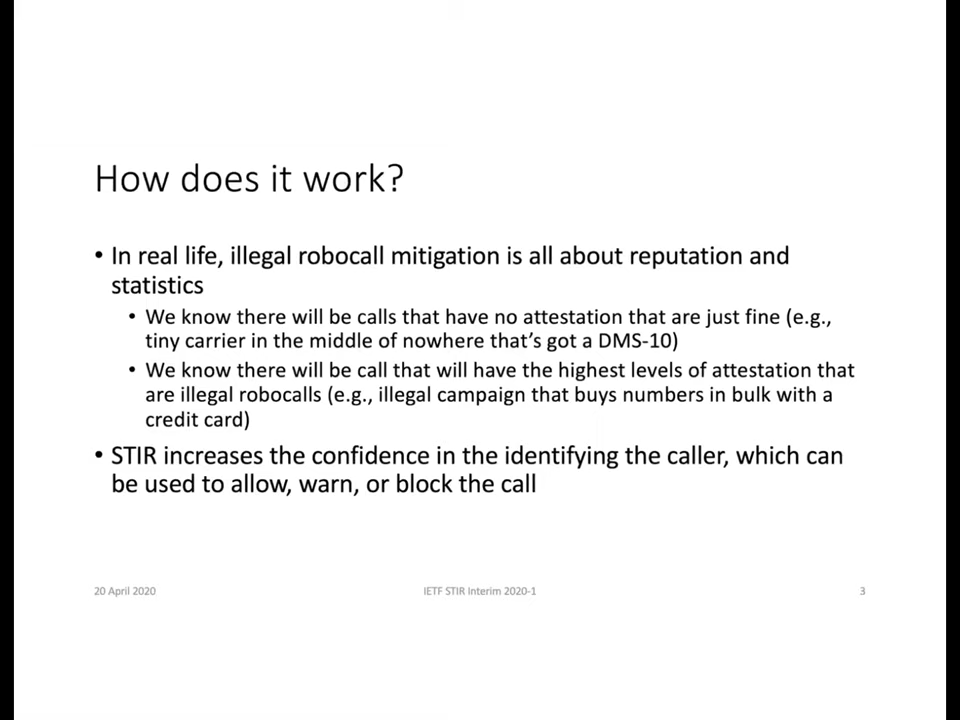 How does it work?
• In real life, illegal robocall mitigation is all about reputation and
statistics
• We know there will be calls that have no attestation that are just fine (e.g.,
tiny carrier in the middle of nowhere that’s got a DMS-10)
• We know there will be call that will have the highest levels of attestation that
are illegal robocalls (e.g., illegal campaign that buys numbers in bulk with a
credit card)
• STIR increases the confidence in the identifying the caller, which can
be used to allow, warn, or block the call
20 April 2020
IETF STIR Interim 2020-1
3